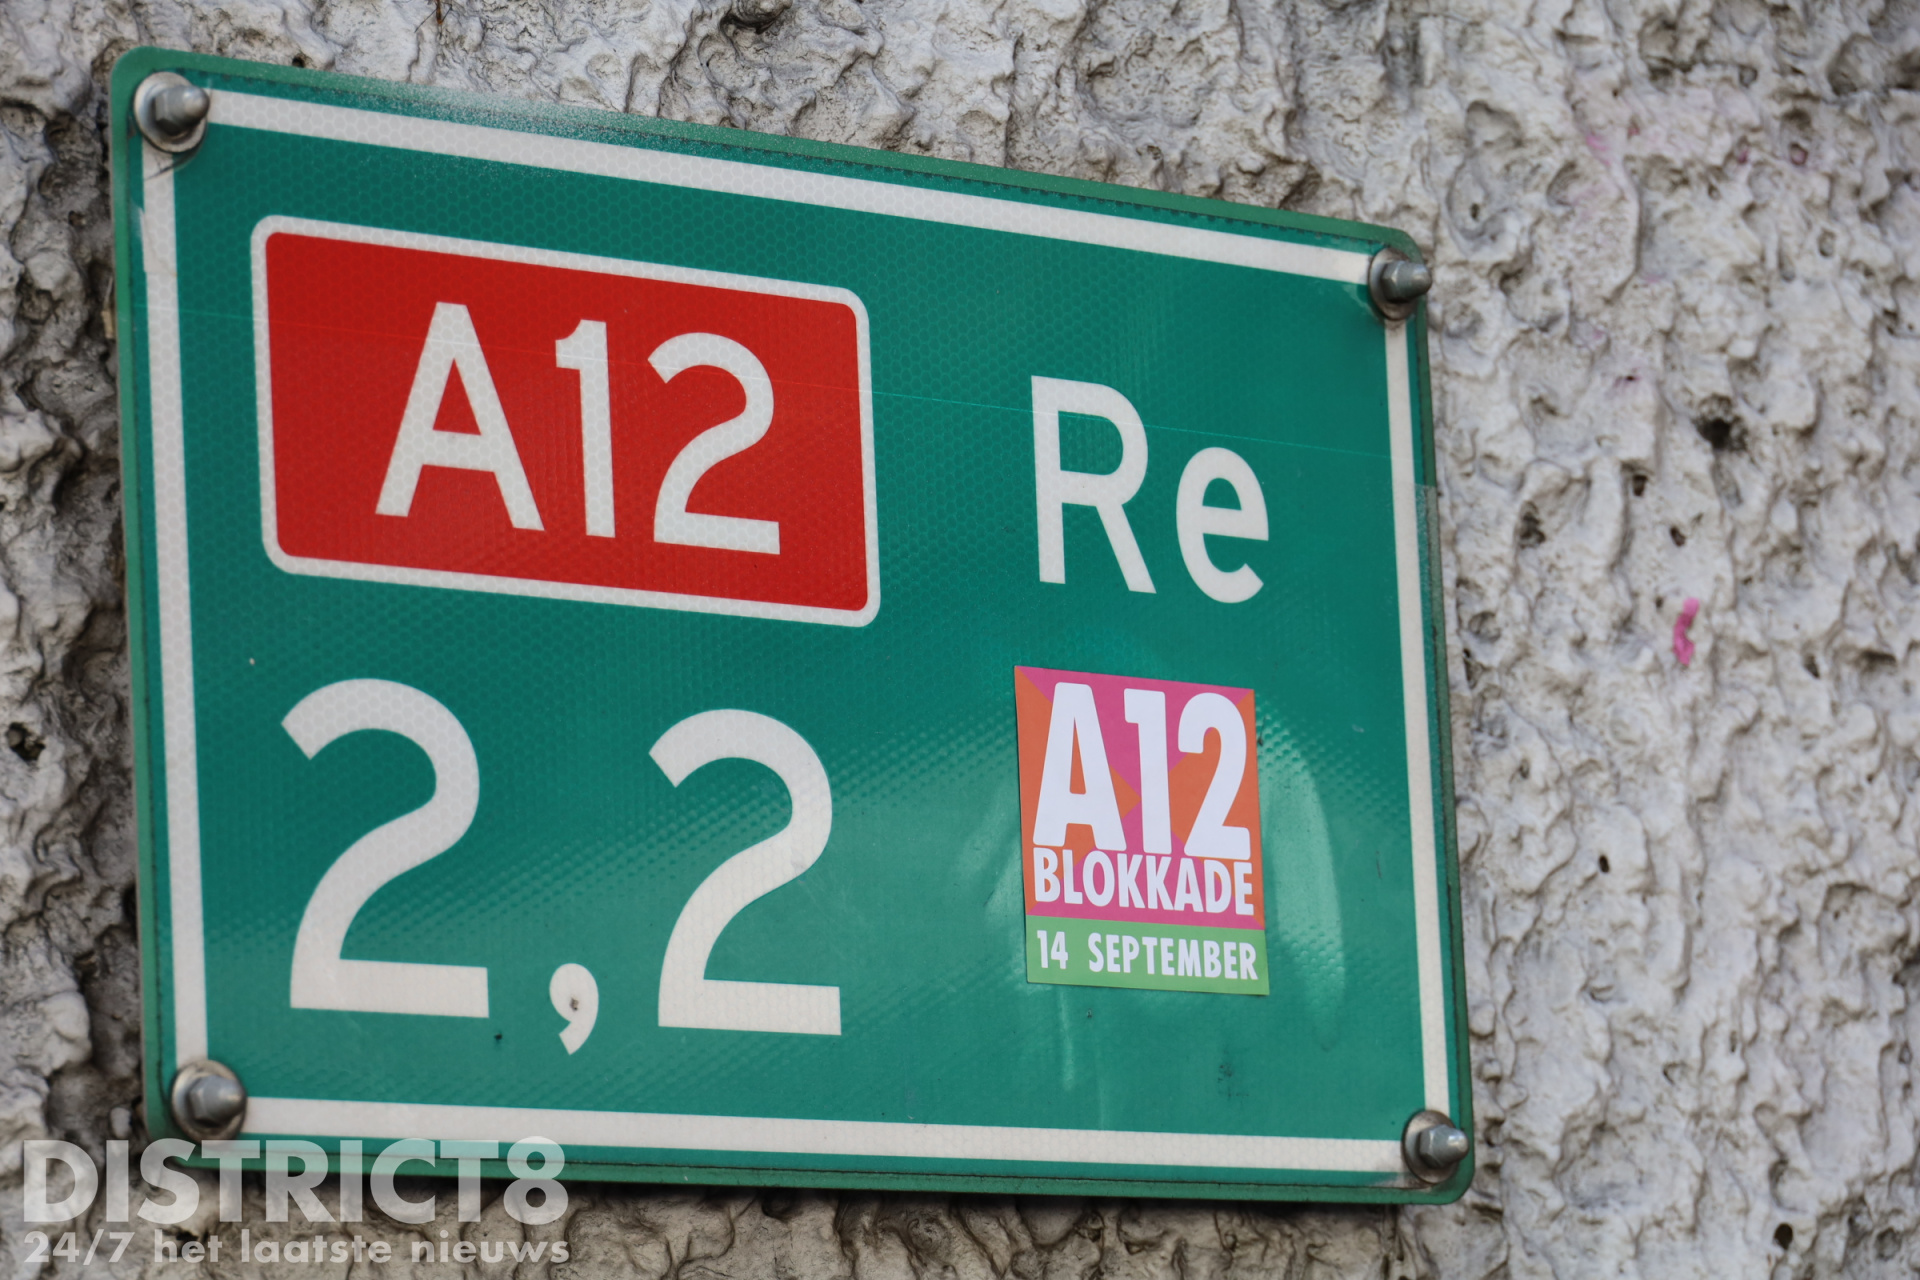 A12 Re
2,2
A12
BLOKKADE
14 SEPTEMBER
DISTRICT8
24/7 het laatste nieuws